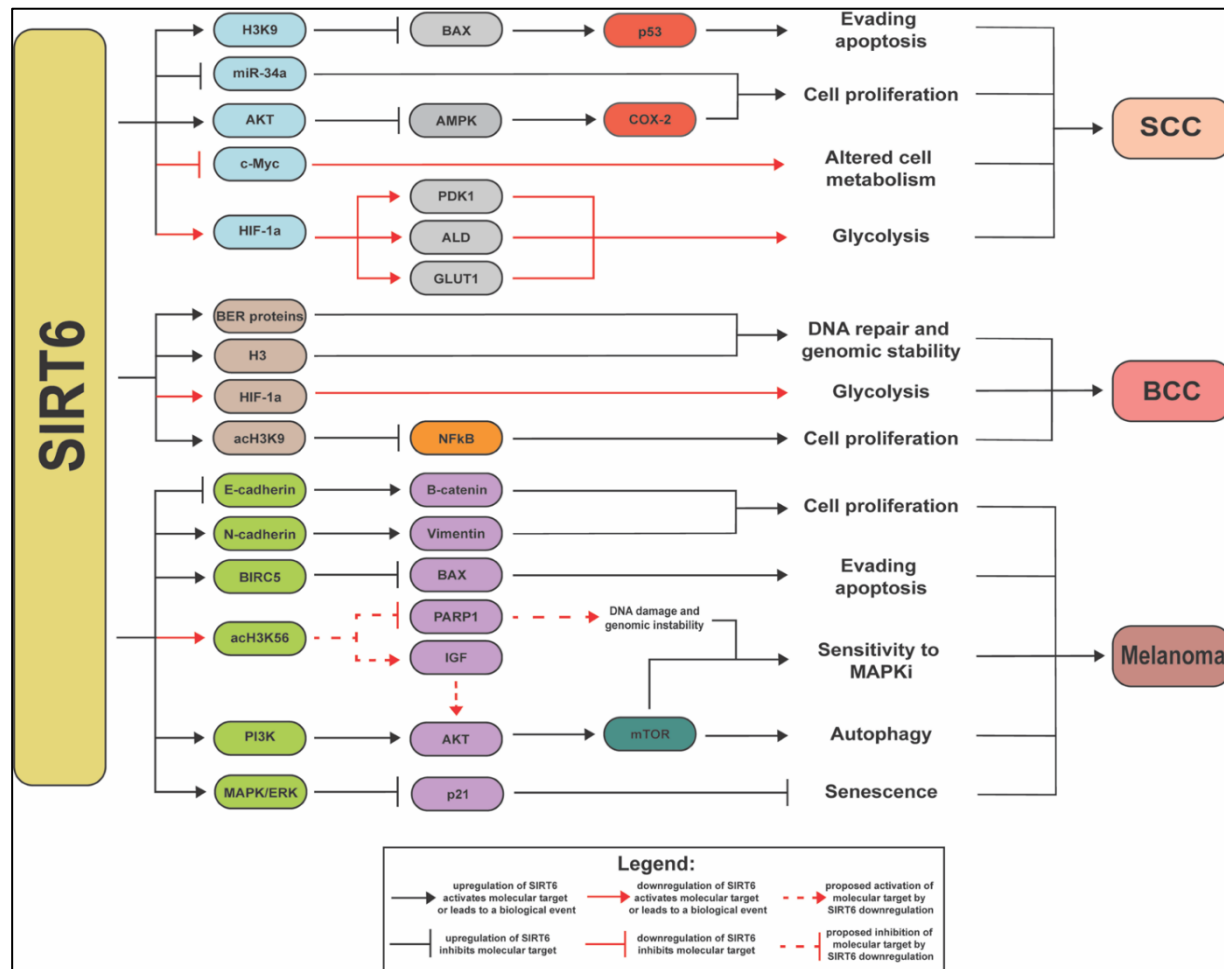 SIRT6
H3K9
BAX
p53
Evading
apoptosis
miR-34a
Cell proliferation
AKT
AMPK
COX-2
c-Myc
Altered cell
metabolism
HIF-1a
PDK1
ALD
GLUT1
Glycolysis
SCC
BER proteins
H3
DNA repair and
genomic stability
HIF-1a
Glycolysis
acH3K9
NFkB
Cell proliferation
BCC
E-cadherin
B-catenin
N-cadherin
Vimentin
Cell proliferation
BIRC5
BAX
Evading
apoptosis
acH3K56
PARP1
DNA damage and
genomic instability
IGF
Sensitivity to
MAPKi
PI3K
AKT
mTOR
Autophagy
MAPK/ERK
p21
Senescence
Melanoma
Legend:
upregulation of SIRT6
activates molecular target
or leads to a biological event
downregulation of SIRT6
activates molecular target
or leads to a biological event
proposed activation of
molecular target by
SIRT6 downregulation
upregulation of SIRT6
inhibits molecular target
downregulation of SIRT6
inhibits molecular target
proposed inhibition of
molecular target by
SIRT6 downregulation